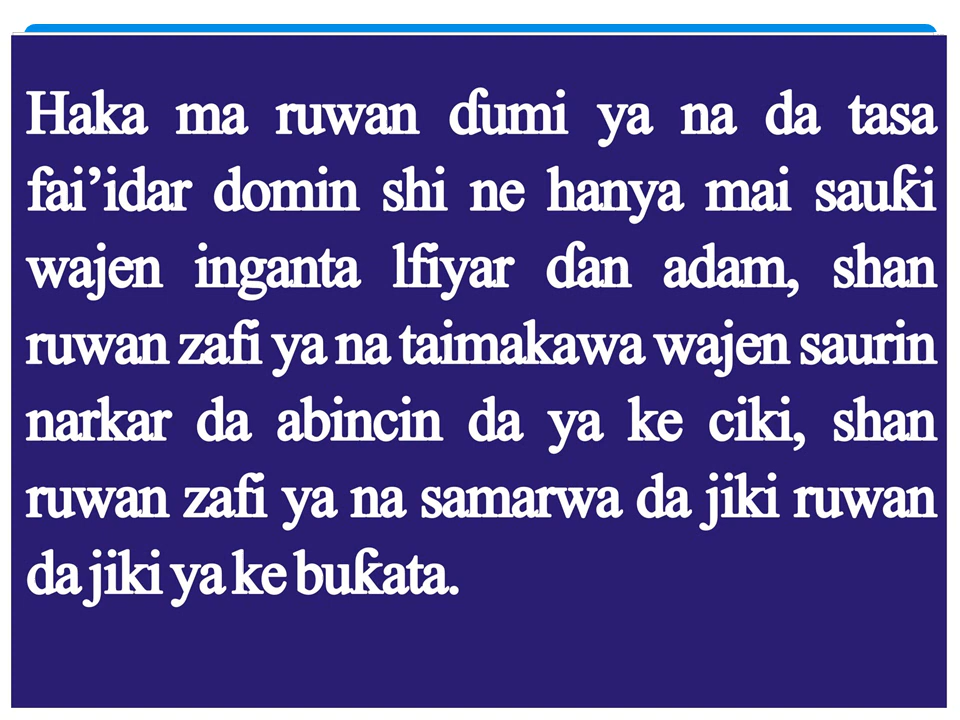 Haka ma ruwan ɗumi ya na da tasa
fai’idar domin shi ne hanya mai sauƙi
wajen inganta lfiyar ɗan adam, shan
ruwan zafi ya na taimakawa wajen saurin
narkar da abincin da ya ke ciki, shan
ruwan zafi ya na samarwa da jiki ruwan
da jiki ya ke buƙata.